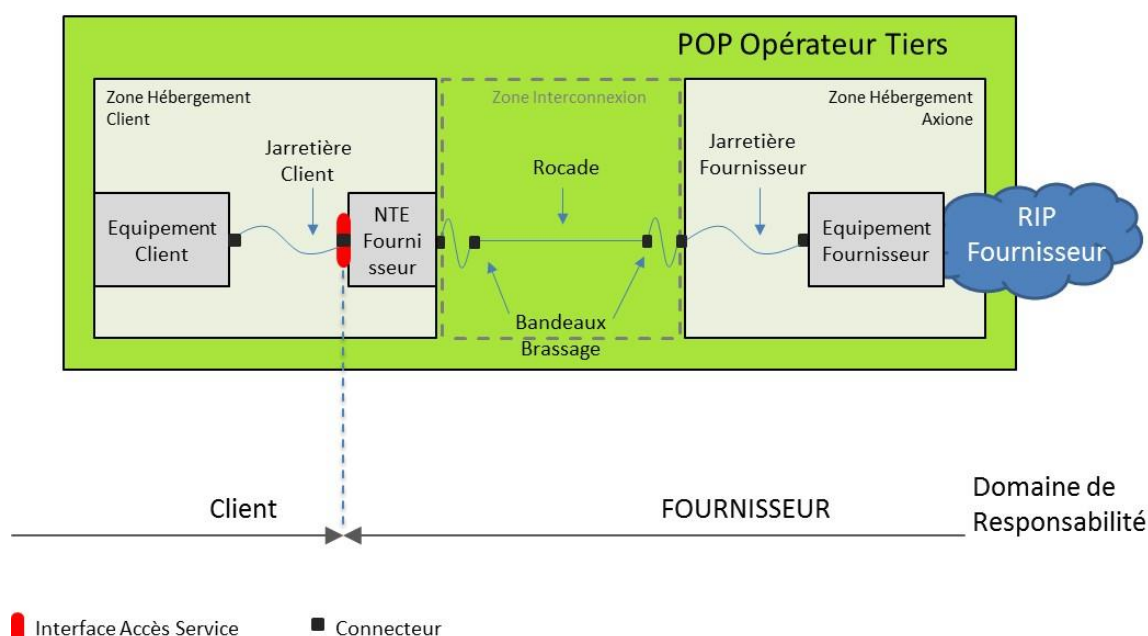 POP Opérateur Tiers
Zone Hébergement
Client
Zone Interconnexion
Zone Hébergement
Axione
Jarretière
Client
Rocade
Jarretière
Fournisseur
Equipement
Client
NTE
Fourni
sseur
Equipement
Fournisseur
RIP
Fournisseur
Bandeaux
Brassage
Client
FOURNISSEUR
Domaine de
Responsabilité
Interface Accès Service
Connecteur